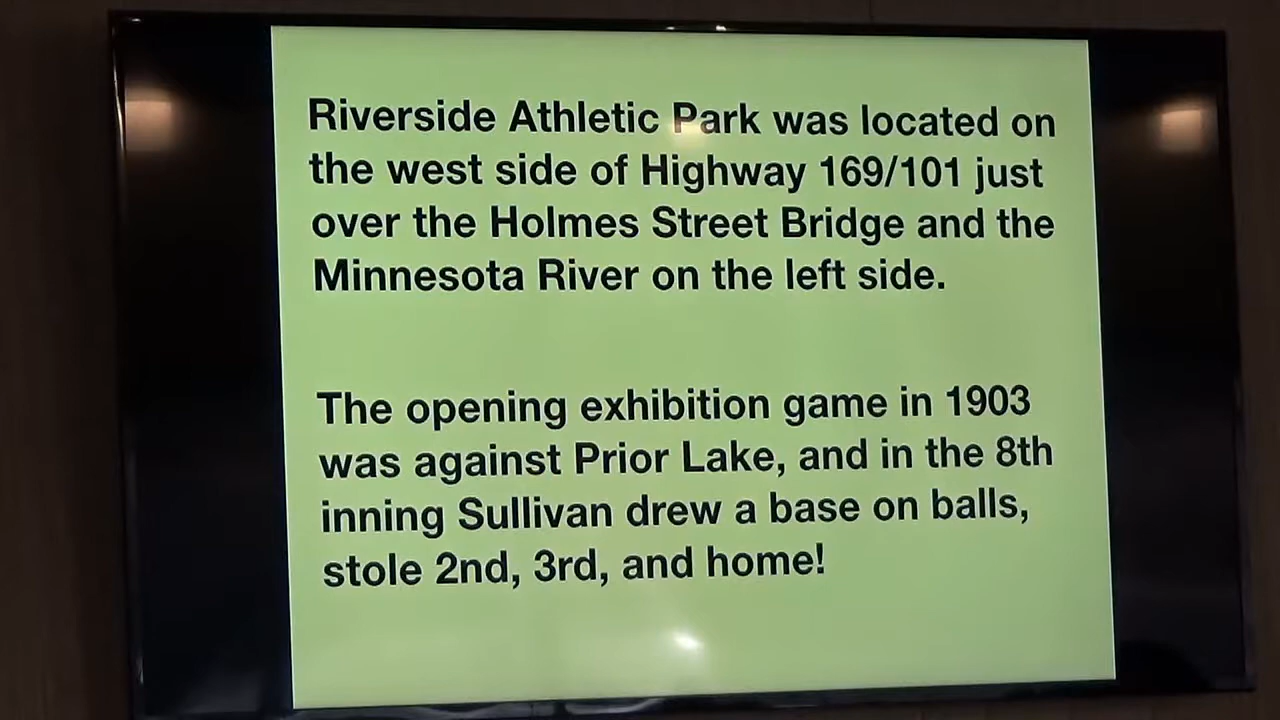 Riverside Athletic Park was located on
the west side of Highway 169/101 just
over the Holmes Street Bridge and the
Minnesota River on the left side.
The opening exhibition game in 1903
was against Prior Lake, and in the 8th
inning Sullivan drew a base on balls,
stole 2nd, 3rd, and home!